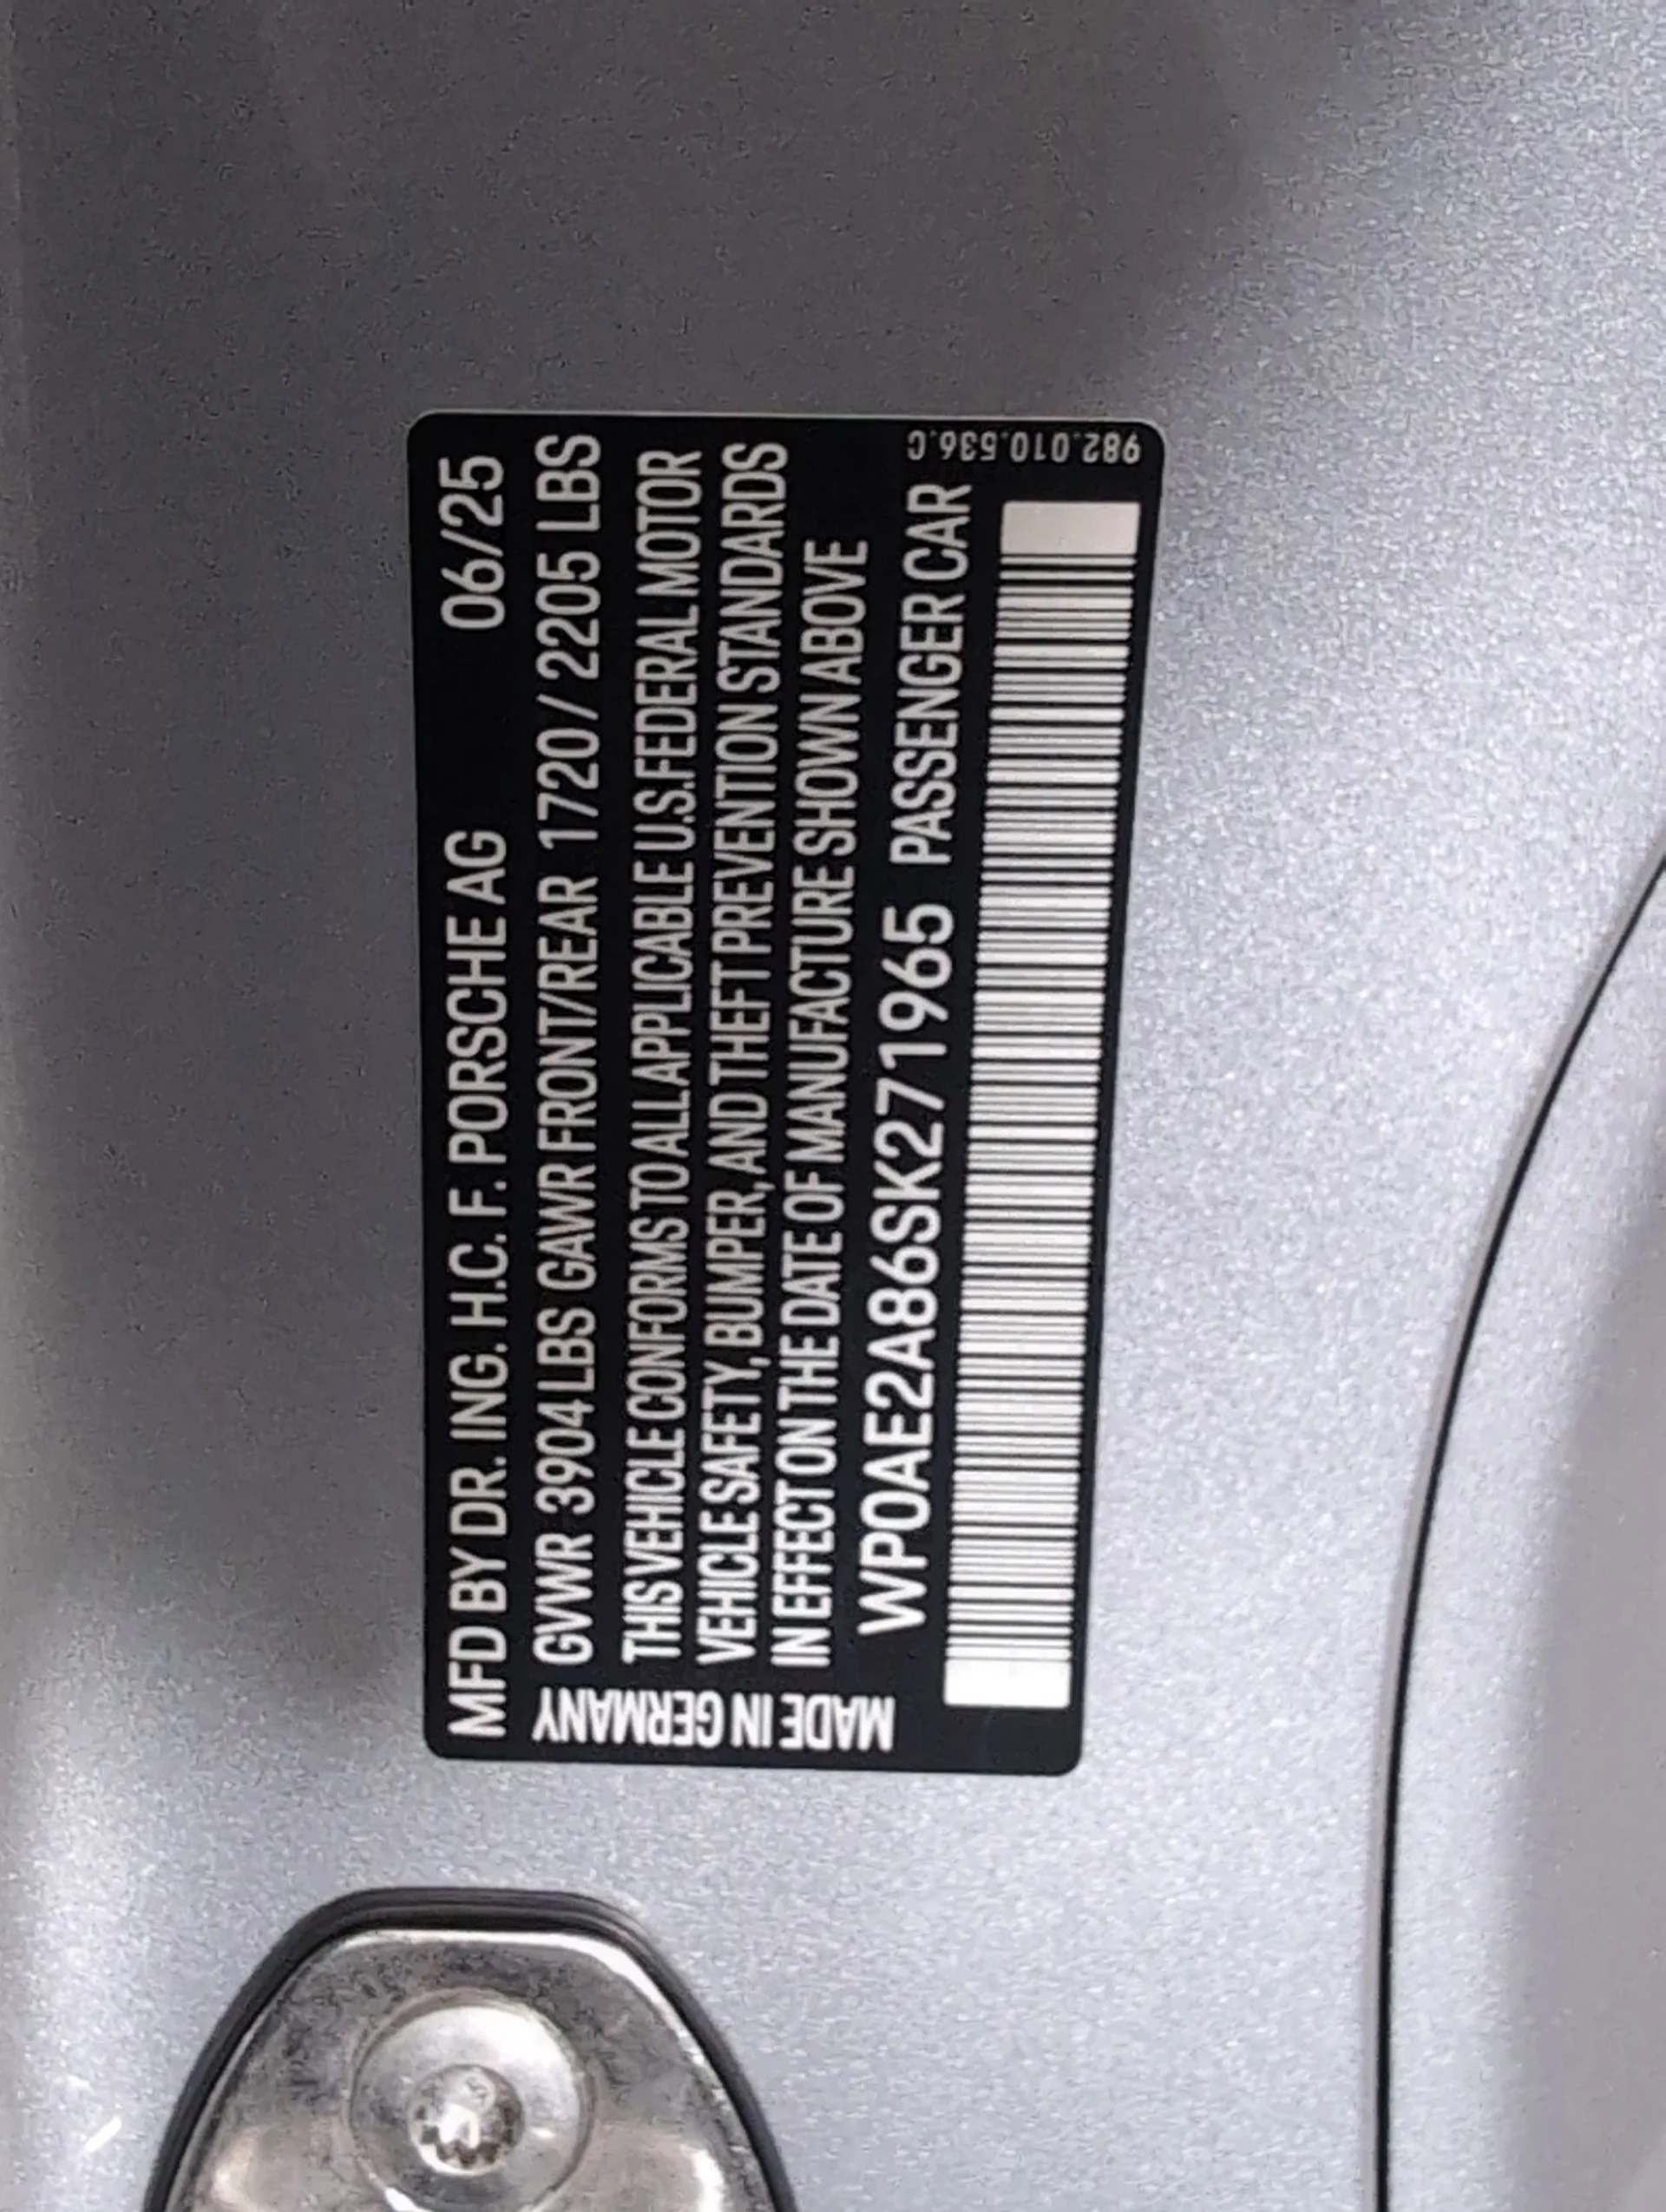 MFD BY DR. ING. H.C. F. PORSCHE AG 06/25
GVWR 3904 LBS GAWR FRONT/REAR 1720 / 2205 LBS
THIS VEHICLE CONFORMS TO ALL APPLICABLE U.S. FEDERAL MOTOR
VEHICLE SAFETY, BUMPER, AND THEFT PREVENTION STANDARDS
IN EFFECT ON THE DATE OF MANUFACTURE SHOWN ABOVE
WP0AE2A86SK271965 PASSENGER CAR
MADE IN GERMANY
982.010.536.C